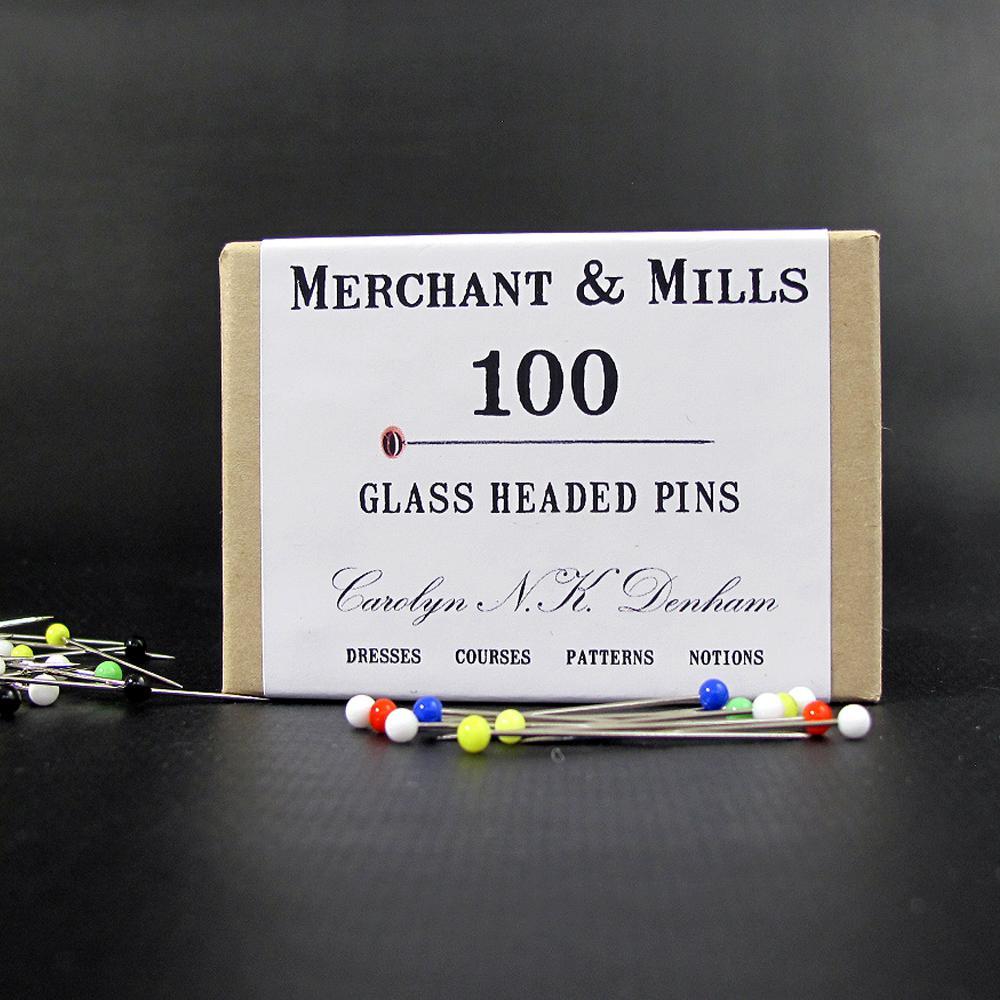 MERCHANT & MILLS
100
GLASS HEADED PINS
Carolyn N.K. Denham
DRESSES COURSES PATTERNS NOTIONS